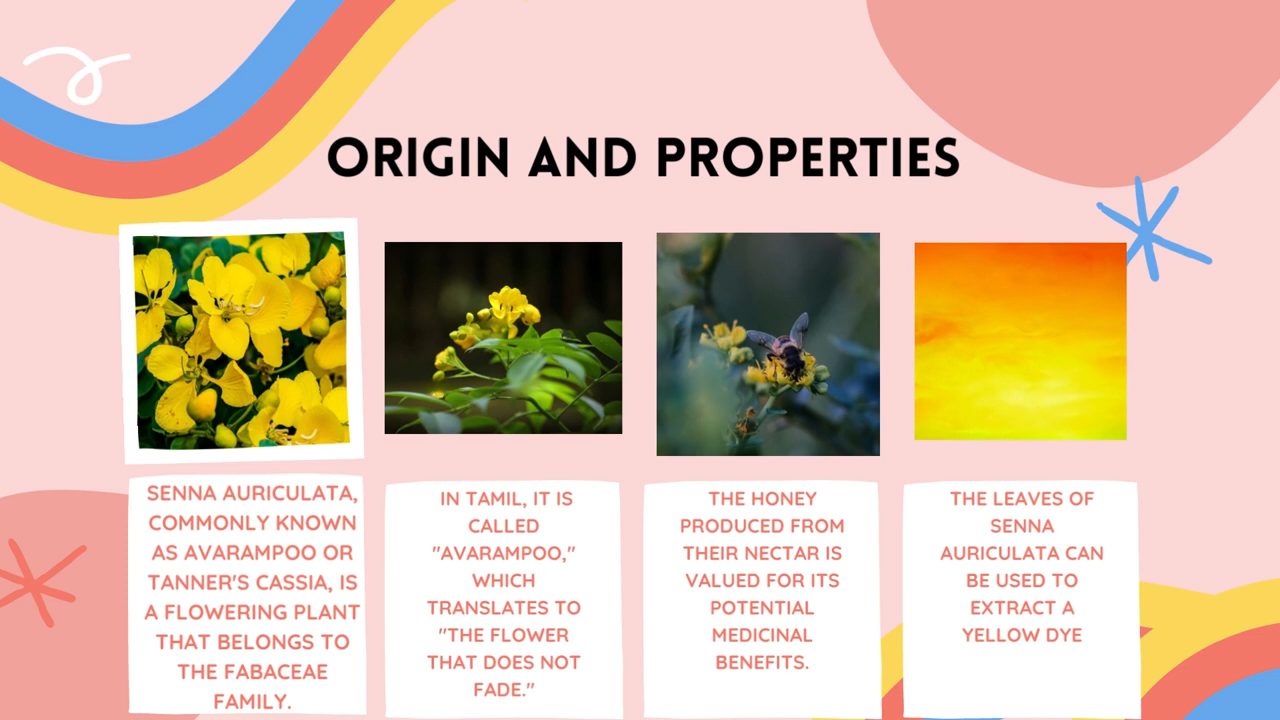 ORIGIN AND PROPERTIES
SENNA AURICULATA,
COMMONLY KNOWN
AS AVARAMPOO OR
TANNER'S CASSIA, IS
A FLOWERING PLANT
THAT BELONGS TO
THE FABACEAE
FAMILY.
IN TAMIL, IT IS
CALLED
"AVARAMPOO,"
WHICH
TRANSLATES TO
"THE FLOWER
THAT DOES NOT
FADE."
THE HONEY
PRODUCED FROM
THEIR NECTAR IS
VALUED FOR ITS
POTENTIAL
MEDICINAL
BENEFITS.
THE LEAVES OF
SENNA
AURICULATA CAN
BE USED TO
EXTRACT A
YELLOW DYE